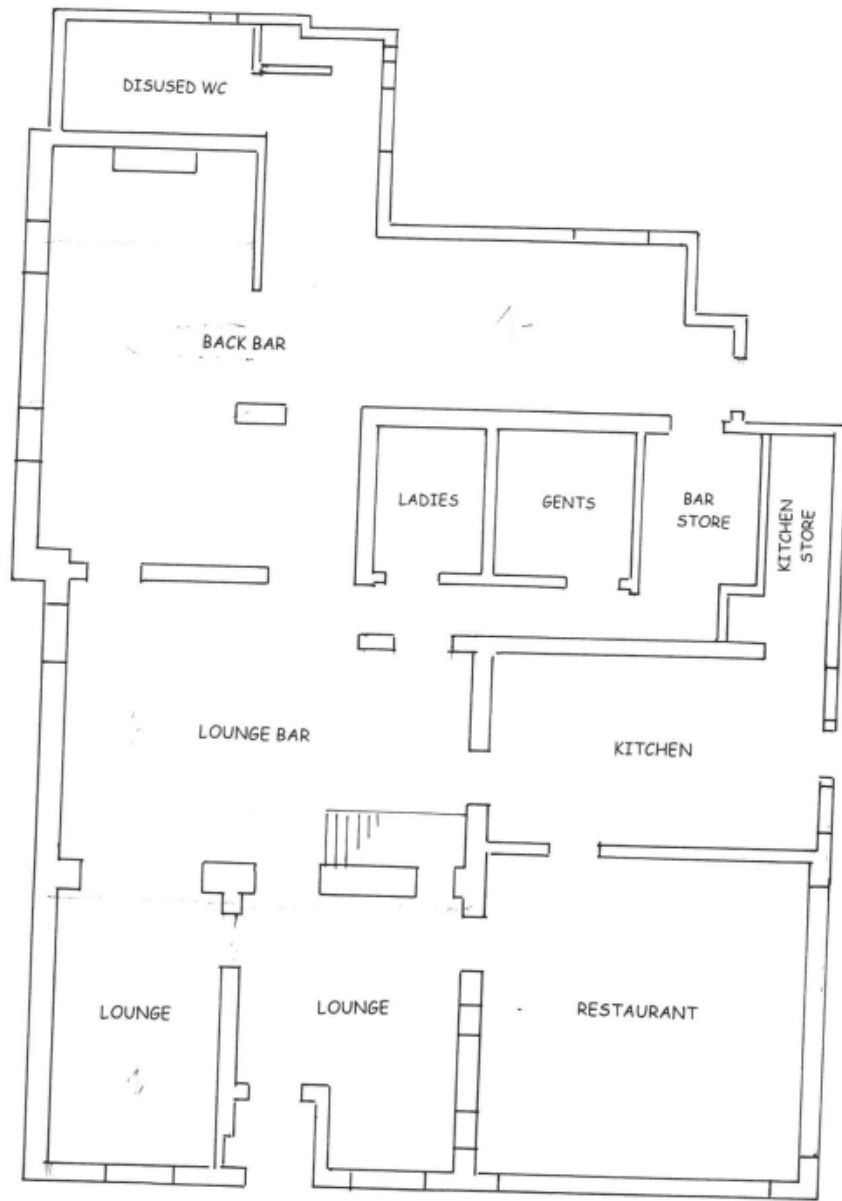 DISUSED WC
BACK BAR
LADIES
GENTS
BAR
STORE
KITCHEN
STORE
LOUNGE BAR
KITCHEN
LOUNGE
LOUNGE
RESTAURANT